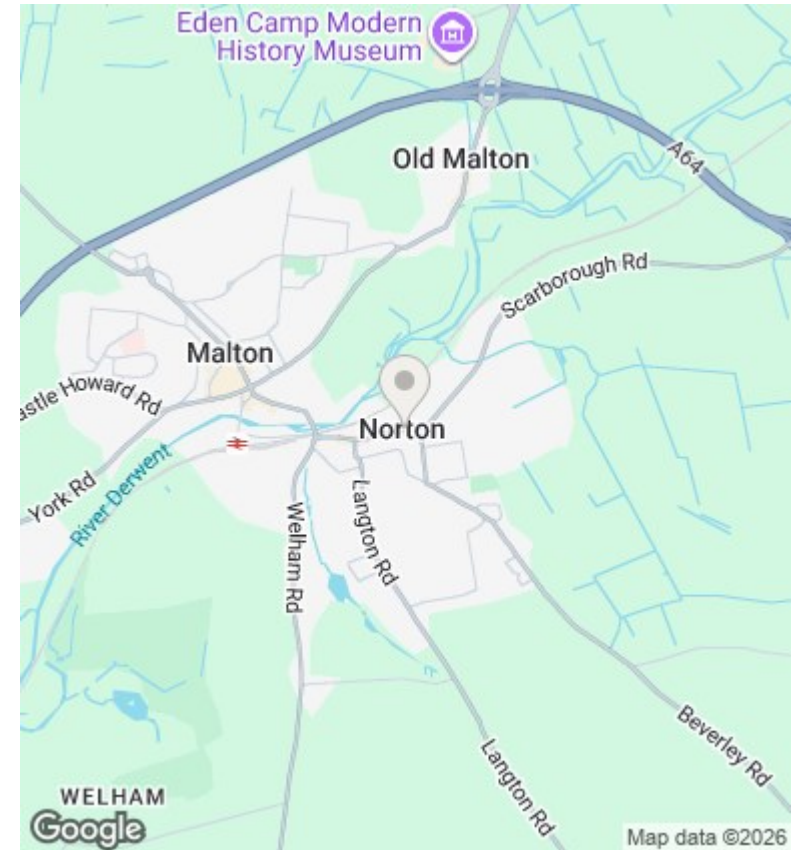 Eden Camp Modern
History Museum
Old Malton
A64
Scarborough Rd
Malton
astle Howard Rd
Norton
York Rd
River Derwent
Welham Rd
Langton Rd
Beverley Rd
Langton Rd
WELHAM
Google
Map data ©2026